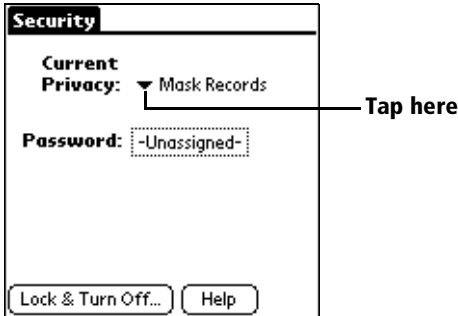 Security
Current
Privacy: Mask Records
Tap here
Password: -Unassigned-
Lock & Turn Off... Help